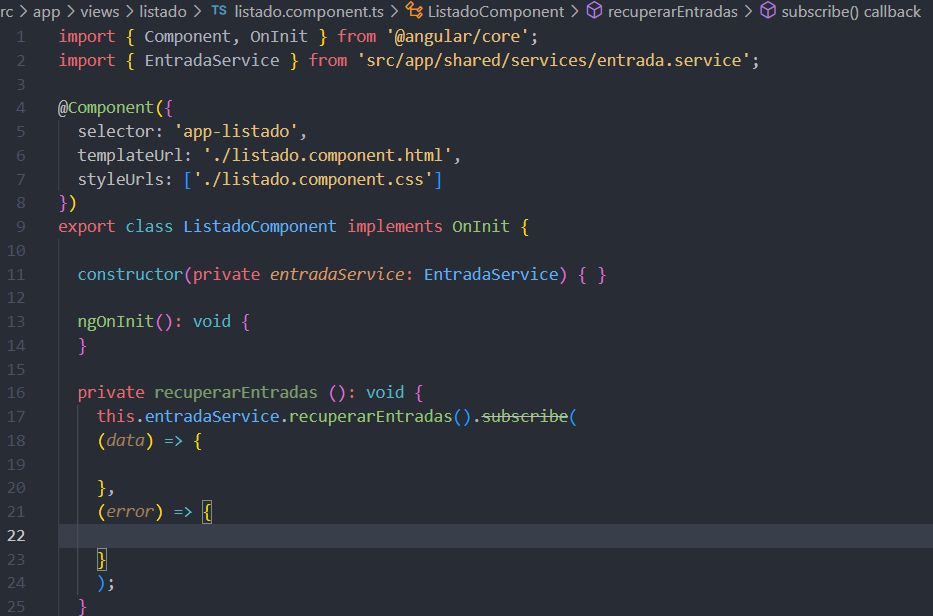 rc > app > views > listado > TS listado.component.ts > ListadoComponent > recuperarEntradas > subscribe() callback
1 import { Component, OnInit } from '@angular/core';
2 import { EntradaService } from 'src/app/shared/services/entrada.service';
3
4 @Component({
5   selector: 'app-listado',
6   templateUrl: './listado.component.html',
7   styleUrls: ['./listado.component.css']
8 })
9 export class ListadoComponent implements OnInit {
10
11   constructor(private entradaService: EntradaService) { }
12
13   ngOnInit(): void {
14   }
15
16   private recuperarEntradas (): void {
17     this.entradaService.recuperarEntradas().subscribe(
18     (data) => {
19
20     },
21     (error) => {
22
23     }
24     );
25   }